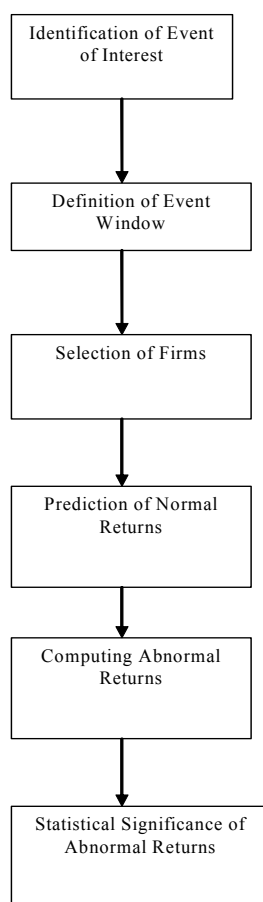 Identification of Event
of Interest
Definition of Event
Window
Selection of Firms
Prediction of Normal
Returns
Computing Abnormal
Returns
Statistical Significance of
Abnormal Returns